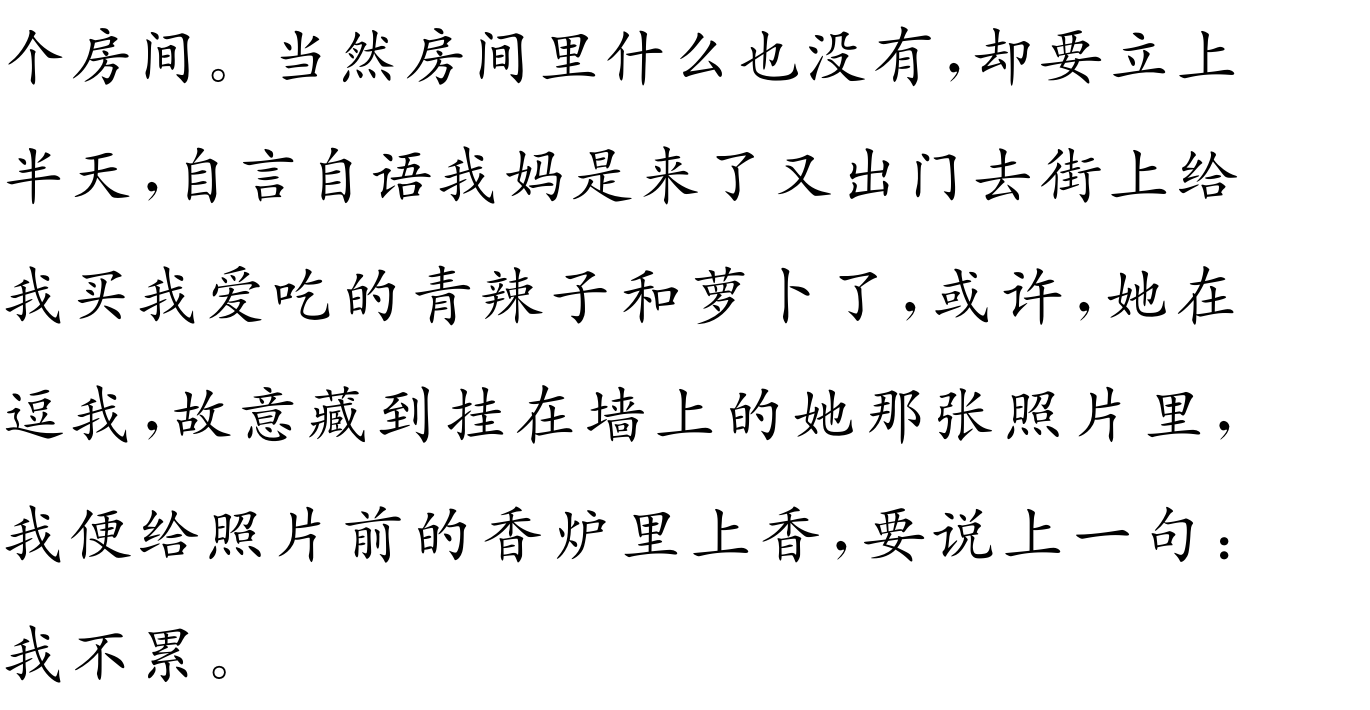 个房间。当然房间里什么也没有,却要立上
半天,自言自语我妈是来了又出门去街上给
我买我爱吃的青辣子和萝卜了,或许,她在
逗我,故意藏到挂在墙上的她那张照片里,
我便给照片前的香炉里上香,要说上一句:
我不累。